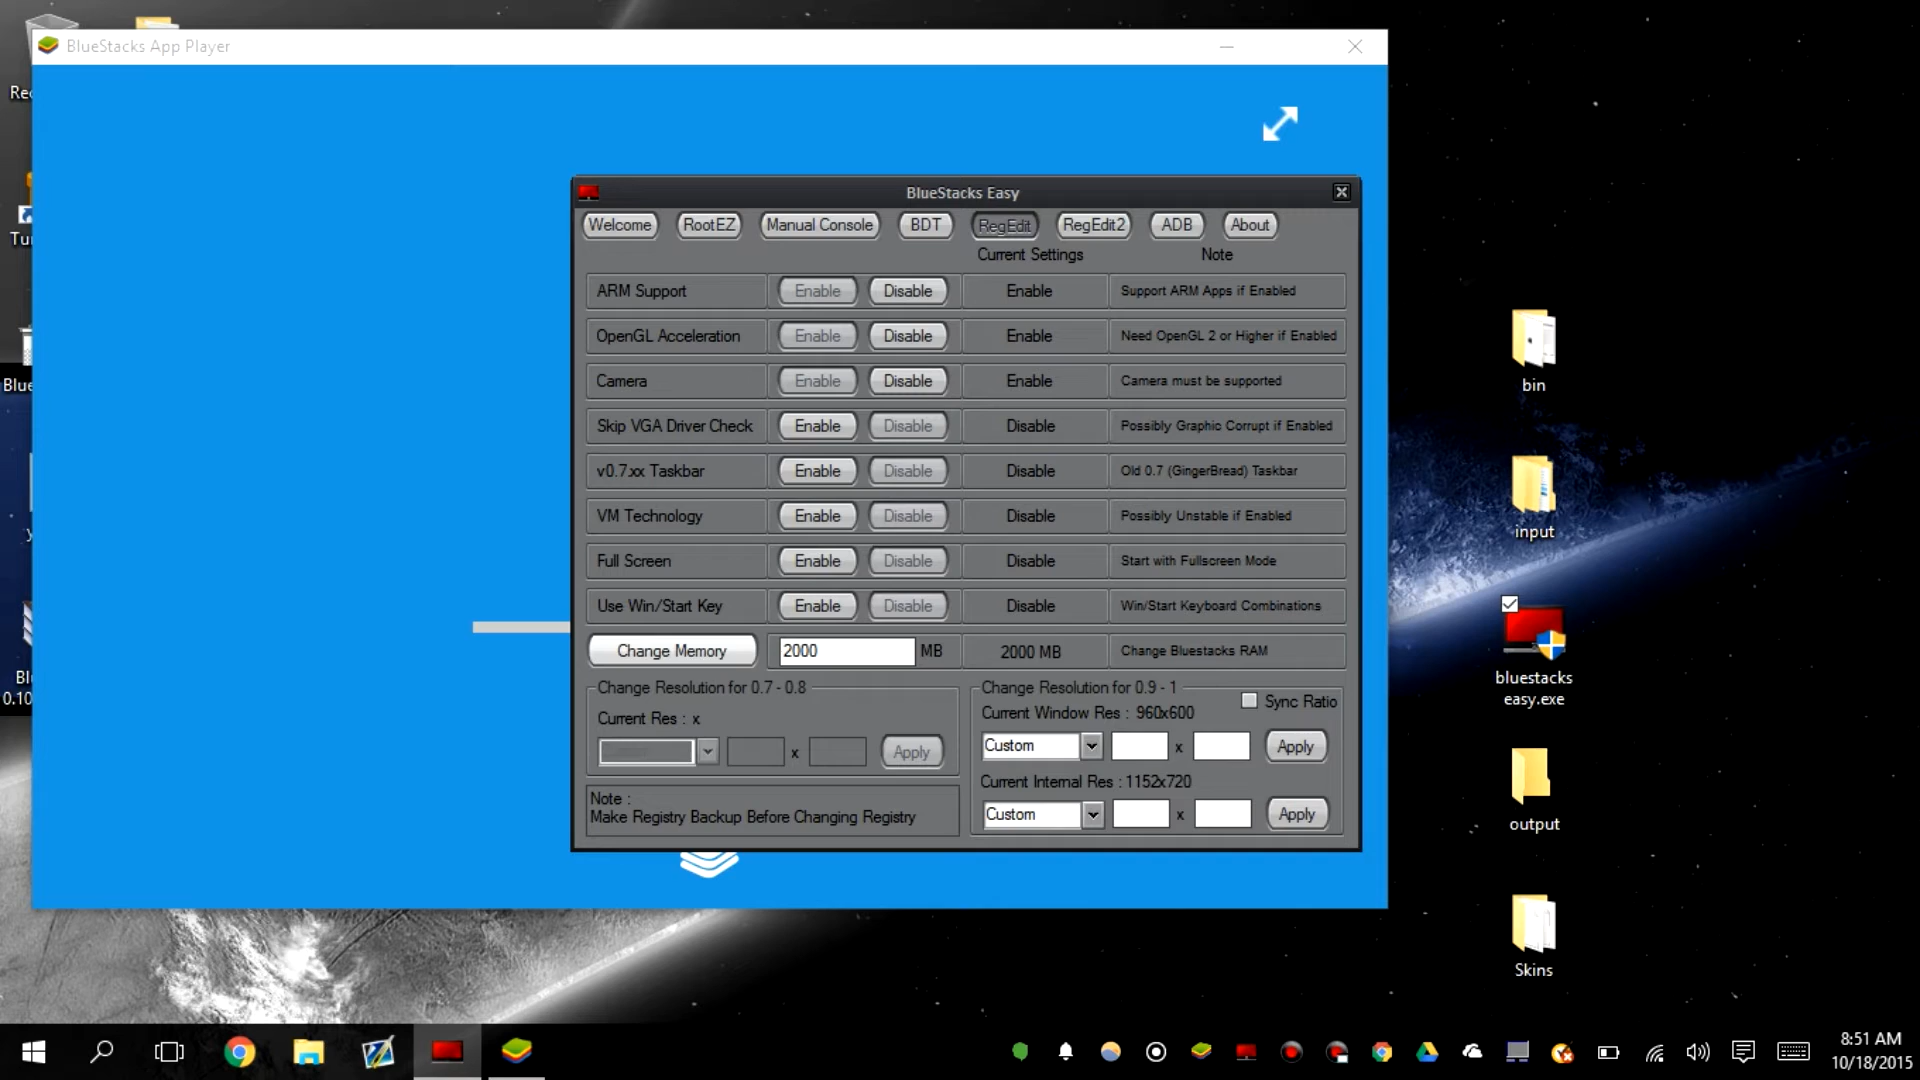 BlueStacks App Player
BlueStacks Easy
Welcome RootEZ Manual Console BDT RegEdit RegEdit2 ADB About
Current Settings Note
ARM Support Enable Disable Enable Support ARM Apps if Enabled
OpenGL Acceleration Enable Disable Enable Need OpenGL 2 or Higher if Enabled
Camera Enable Disable Enable Camera must be supported
Skip VGA Driver Check Enable Disable Disable Possibly Graphic Corrupt if Enabled
v0.7.xx Taskbar Enable Disable Disable Old 0.7 (GingerBread) Taskbar
VM Technology Enable Disable Disable Possibly Unstable if Enabled
Full Screen Enable Disable Disable Start with Fullscreen Mode
Use Win/Start Key Enable Disable Disable Win/Start Keyboard Combinations
Change Memory 2000 MB 2000 MB Change Bluestacks RAM
Change Resolution for 0.7 - 0.8
Current Res : x
x Apply
Note :
Make Registry Backup Before Changing Registry
Change Resolution for 0.9 - 1
Sync Ratio
Current Window Res : 960x600
Custom x Apply
Current Internal Res : 1152x720
Custom x Apply
Rec
Tu
Blue
y
Bl
0.10
bin
input
bluestacks
easy.exe
output
Skins
8:51 AM
10/18/2015